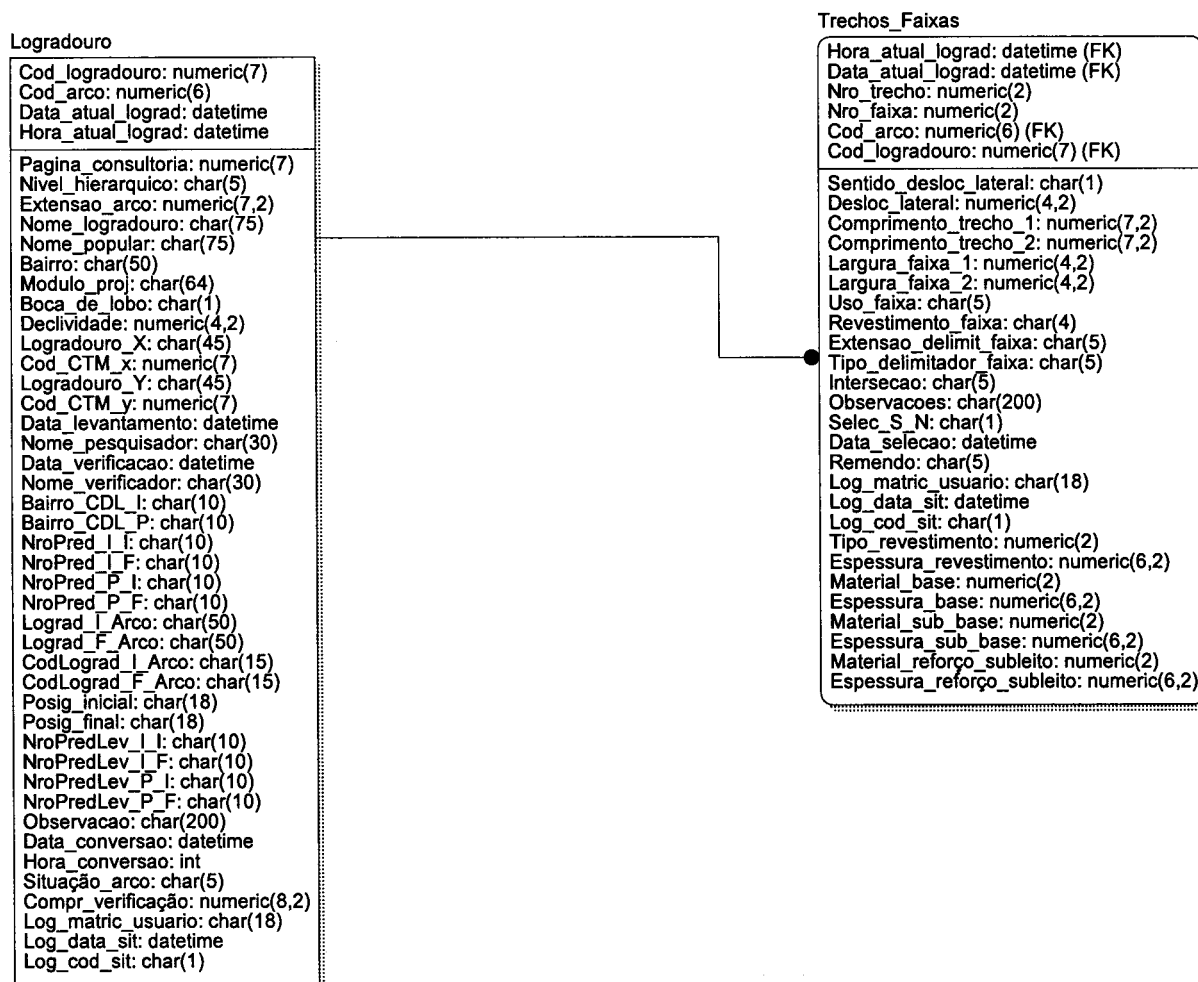 Logradouro
Cod_logradouro: numeric(7)
Cod_arco: numeric(6)
Data_atual_lograd: datetime
Hora_atual_lograd: datetime
Pagina_consultoria: numeric(7)
Nivel_hierarquico: char(5)
Extensao_arco: numeric(7,2)
Nome_logradouro: char(75)
Nome_popular: char(75)
Bairro: char(50)
Modulo_proj: char(64)
Boca_de_lobo: char(1)
Declividade: numeric(4,2)
Logradouro_X: char(45)
Cod_CTM_x: numeric(7)
Logradouro_Y: char(45)
Cod_CTM_y: numeric(7)
Data_levantamento: datetime
Nome_pesquisador: char(30)
Data_verificacao: datetime
Nome_verificador: char(30)
Bairro_CDL_I: char(10)
Bairro_CDL_P: char(10)
NroPred_I_I: char(10)
NroPred_I_F: char(10)
NroPred_P_I: char(10)
NroPred_P_F: char(10)
Lograd_I_Arco: char(50)
Lograd_F_Arco: char(50)
CodLograd_I_Arco: char(15)
CodLograd_F_Arco: char(15)
Posig_inicial: char(18)
Posig_final: char(18)
NroPredLev_I_I: char(10)
NroPredLev_I_F: char(10)
NroPredLev_P_I: char(10)
NroPredLev_P_F: char(10)
Observacao: char(200)
Data_conversao: datetime
Hora_conversao: int
Situação_arco: char(5)
Compr_verificação: numeric(8,2)
Log_matric_usuario: char(18)
Log_data_sit: datetime
Log_cod_sit: char(1)
Trechos_Faixas
Hora_atual_lograd: datetime (FK)
Data_atual_lograd: datetime (FK)
Nro_trecho: numeric(2)
Nro_faixa: numeric(2)
Cod_arco: numeric(6) (FK)
Cod_logradouro: numeric(7) (FK)
Sentido_desloc_lateral: char(1)
Desloc_lateral: numeric(4,2)
Comprimento_trecho_1: numeric(7,2)
Comprimento_trecho_2: numeric(7,2)
Largura_faixa_1: numeric(4,2)
Largura_faixa_2: numeric(4,2)
Uso_faixa: char(5)
Revestimento_faixa: char(4)
Extensao_delimit_faixa: char(5)
Tipo_delimitador_faixa: char(5)
Intersecao: char(5)
Observacoes: char(200)
Selec_S_N: char(1)
Data_selecao: datetime
Remendo: char(5)
Log_matric_usuario: char(18)
Log_data_sit: datetime
Log_cod_sit: char(1)
Tipo_revestimento: numeric(2)
Espessura_revestimento: numeric(6,2)
Material_base: numeric(2)
Espessura_base: numeric(6,2)
Material_sub_base: numeric(2)
Espessura_sub_base: numeric(6,2)
Material_reforço_subleito: numeric(2)
Espessura_reforço_subleito: numeric(6,2)